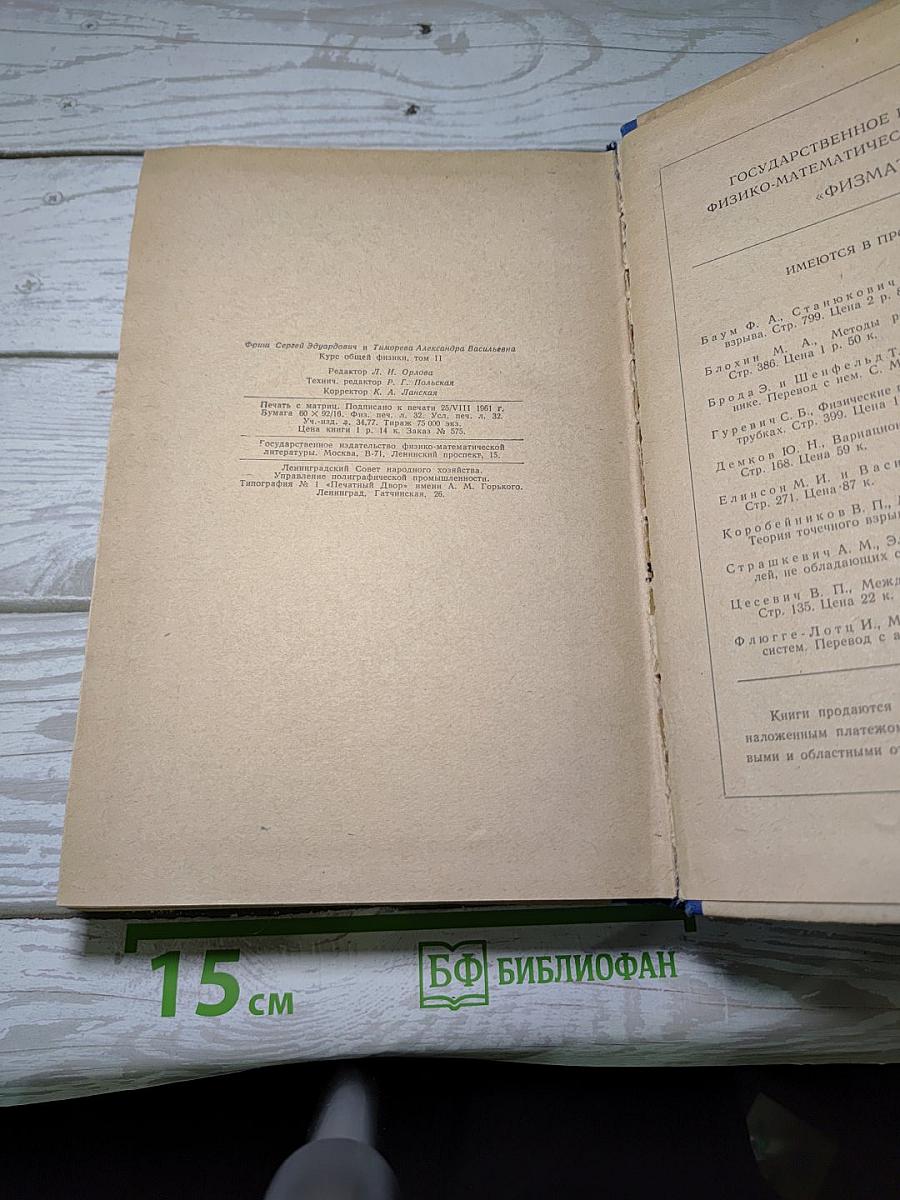 Фриш Сергей Эдуардович и Тиморева Александра Васильевна
Курс общей физики, том II
Редактор Л. И. Орлова
Технич. редактор Р. Г. Польская
Корректор К. А. Ланская
Печать с матриц. Подписано к печати 25/VIII 1961 г.
Бумага 60 × 92/16. Физ. печ. л. 32. Усл. печ. л. 32.
Уч.-изд. л. 34,77. Тираж 75 000 экз.
Цена книги 1 р. 14 к. Заказ № 575.
Государственное издательство физико-математической
литературы. Москва, В-71, Ленинский проспект, 15.
Ленинградский Совет народного хозяйства.
Управление полиграфической промышленности.
Типография № 1 «Печатный Двор» имени А. М. Горького.
Ленинград, Гатчинская, 26.
ГОСУДАРСТВЕННОЕ
ФИЗИКО-МАТЕМАТИЧЕС
«ФИЗМАТ
ИМЕЮТСЯ В ПРО
Баум Ф. А., Станюкович
взрыва. Стр. 799. Цена 2 р.
Блохин М. А., Методы р
Стр. 386. Цена 1 р. 50 к.
Брода Э. и Шенфельд Т.
нике. Перевод с нем. С. М
Гуревич С. Б., Физические
трубках. Стр. 399. Цена 1
Демков Ю. Н., Вариацион
Стр. 168. Цена 59 к.
Елинсон М. И. и Васи
Стр. 271. Цена 87 к.
Коробейников В. П.,
Теория точечного взры
Страшкевич А. М., Эл
лей, не обладающих с
Цесевич В. П., Межд
Стр. 135. Цена 22 к.
Флюгге-Лотц И., М
систем. Перевод с а
Книги продаются
наложенным платежом
выми и областными от
15 см
БФ БИБЛИОФАН